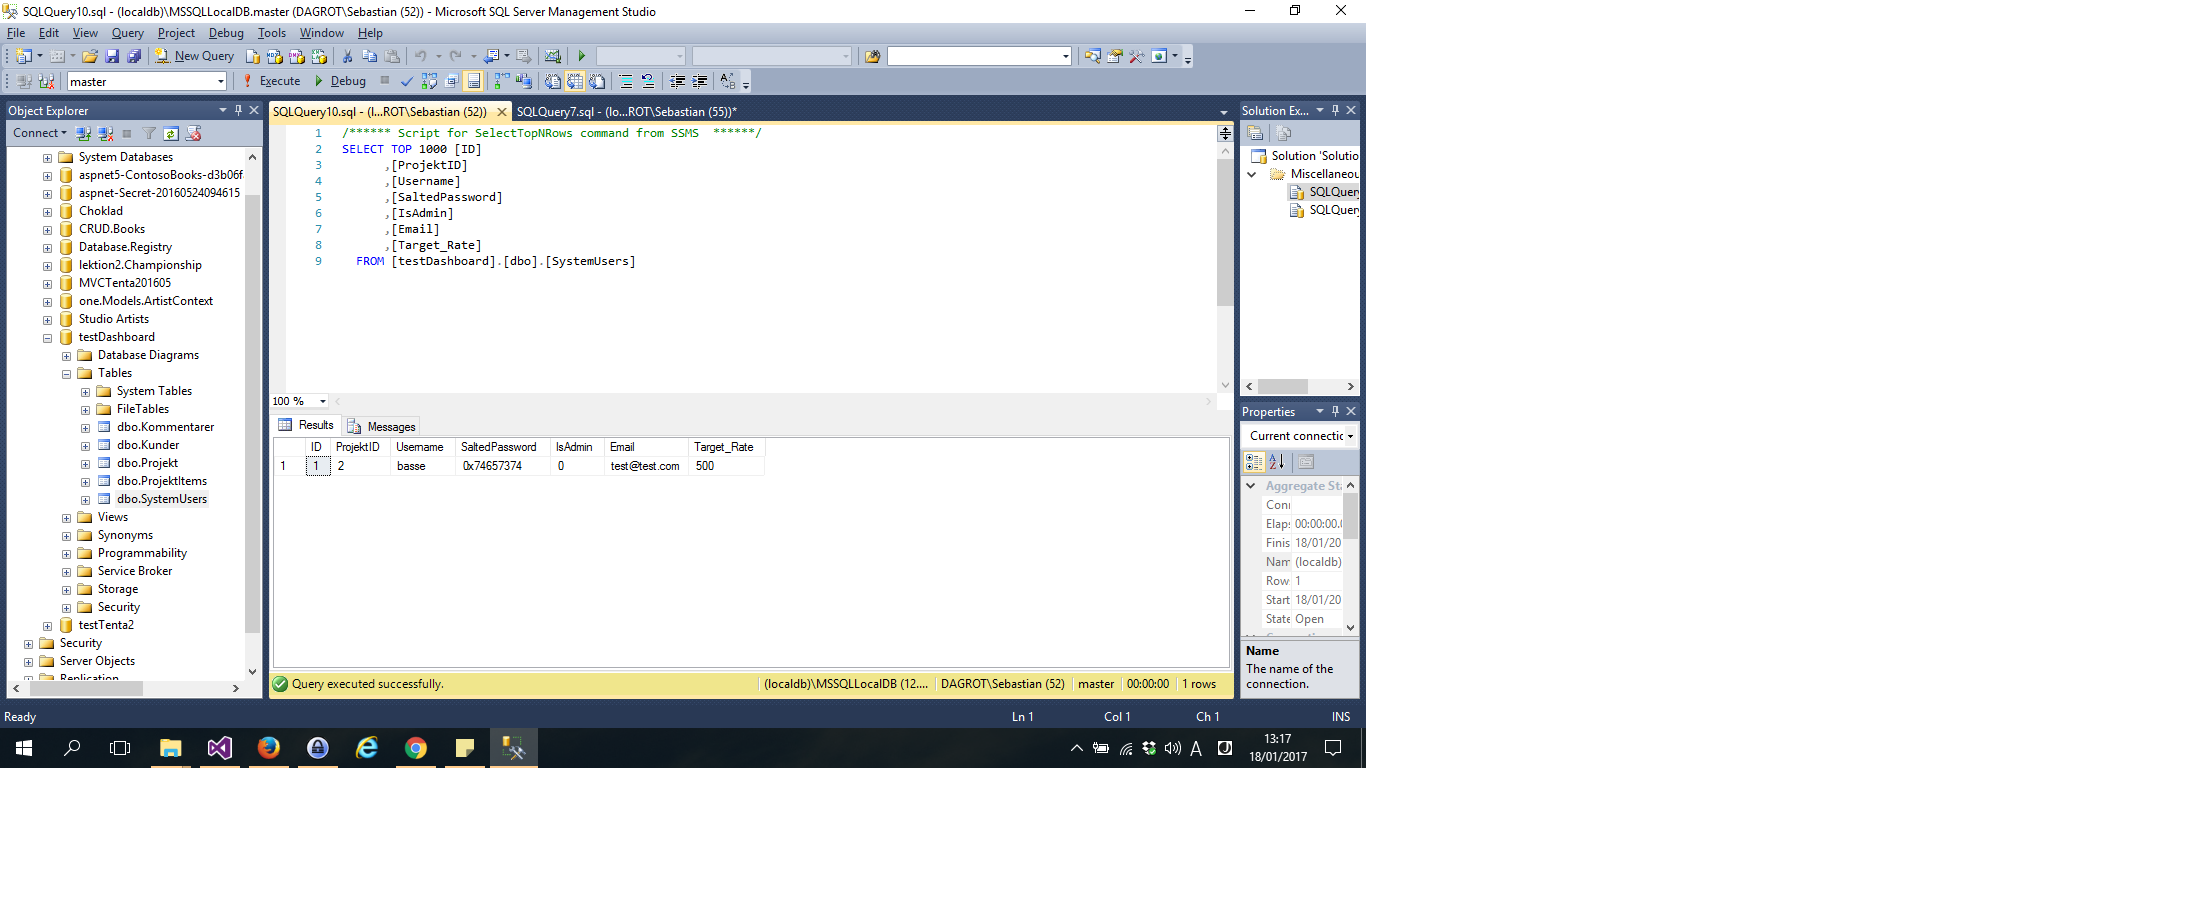 SQLQuery10.sql - (localdb)\MSSQLLocalDB.master (DAGROT\Sebastian (52)) - Microsoft SQL Server Management Studio
File Edit View Query Project Debug Tools Window Help
New Query
master Execute Debug
Object Explorer
Connect
System Databases
aspnet5-ContosoBooks-d3b06f
aspnet-Secret-20160524094615
Choklad
CRUD.Books
Database.Registry
lektion2.Championship
MVCTenta201605
one.Models.ArtistContext
Studio Artists
testDashboard
Database Diagrams
Tables
System Tables
FileTables
dbo.Kommentarer
dbo.Kunder
dbo.Projekt
dbo.ProjektItems
dbo.SystemUsers
Views
Synonyms
Programmability
Service Broker
Storage
Security
testTenta2
Security
Server Objects
Replication
SQLQuery10.sql - (l...ROT\Sebastian (52)) SQLQuery7.sql - (lo...ROT\Sebastian (55))*
1 /****** Script for SelectTopNRows command from SSMS ******/
2 SELECT TOP 1000 [ID]
3 ,[ProjektID]
4 ,[Username]
5 ,[SaltedPassword]
6 ,[IsAdmin]
7 ,[Email]
8 ,[Target_Rate]
9 FROM [testDashboard].[dbo].[SystemUsers]
100 %
Results Messages
ID ProjektID Username SaltedPassword IsAdmin Email Target_Rate
1 1 2 basse 0x74657374 0 test@test.com 500
Query executed successfully. (localdb)\MSSQLLocalDB (12.... DAGROT\Sebastian (52) master 00:00:00 1 rows
Solution Ex...
Solution 'Solutio
Miscellaneou
SQLQuer
SQLQuer
Properties
Current connectic
Aggregate Sta
Conn
Elaps 00:00:00.0
Finis 18/01/20
Nam (localdb)
Row 1
Start 18/01/20
State Open
Name
The name of the
connection.
Ready Ln 1 Col 1 Ch 1 INS
A 13:17
18/01/2017